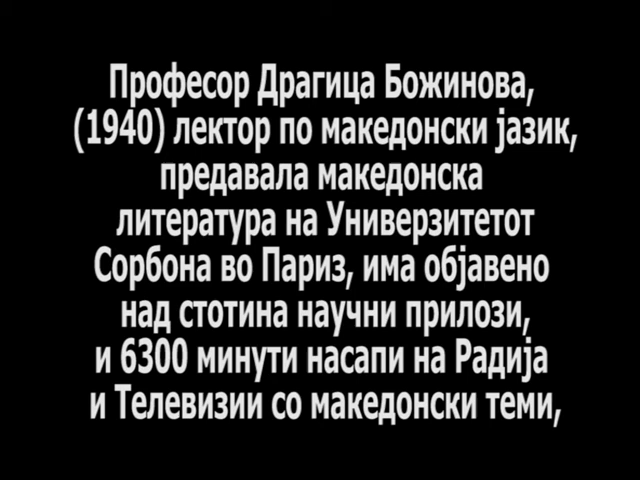 Професор Драгица Божинова,
(1940) лектор по македонски јазик,
предавала македонска
литература на Универзитетот
Сорбона во Париз, има објавено
над стотина научни прилози,
и 6300 минути насапи на Радија
и Телевизии со македонски теми,